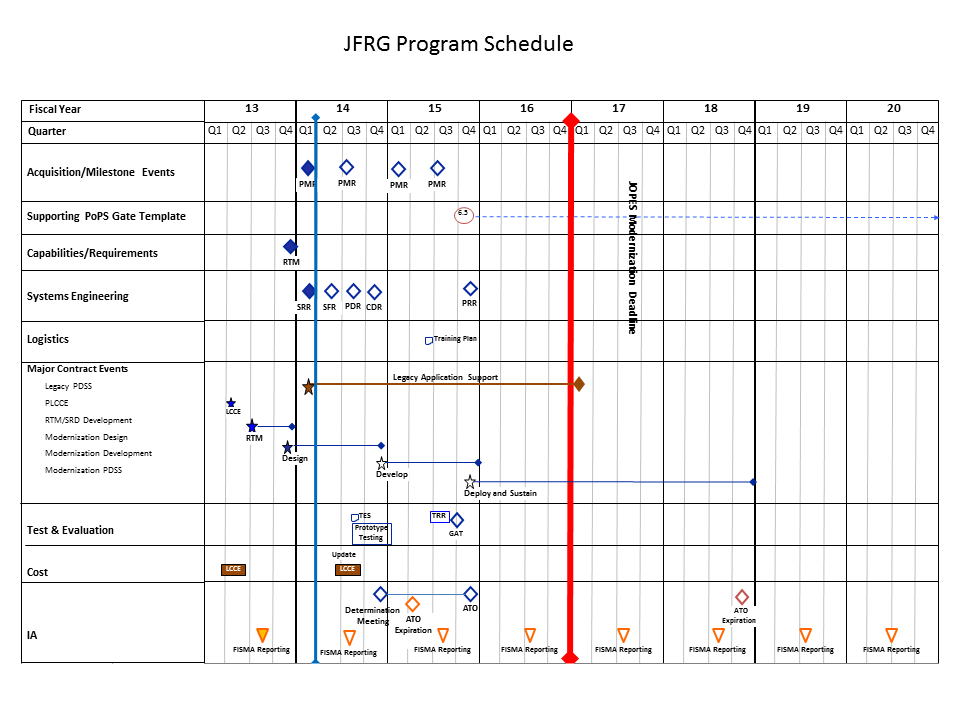 JFRG Program Schedule
Fiscal Year 13 14 15 16 17 18 19 20
Quarter Q1 Q2 Q3 Q4 Q1 Q2 Q3 Q4 Q1 Q2 Q3 Q4 Q1 Q2 Q3 Q4 Q1 Q2 Q3 Q4 Q1 Q2 Q3 Q4 Q1 Q2 Q3 Q4 Q1 Q2 Q3 Q4
Acquisition/Milestone Events
PMR PMR PMR PMR
JOPES Modernization Deadline
Supporting PoPS Gate Template
6.3
Capabilities/Requirements
RTM
Systems Engineering
SRR SFR PDR CDR PRR
Logistics
Training Plan
Major Contract Events
Legacy Application Support
Legacy PDSS
PLCCE
LCCE
RTM/SRD Development
RTM
Modernization Design
Design
Modernization Development
Develop
Modernization PDSS
Deploy and Sustain
Test & Evaluation
TES TRR
Prototype
Testing
GAT
Update
Cost
LCCE LCCE
Determination
Meeting
ATO
ATO
Expiration
ATO
Expiration
IA
FISMA Reporting FISMA Reporting FISMA Reporting FISMA Reporting FISMA Reporting FISMA Reporting FISMA Reporting FISMA Reporting